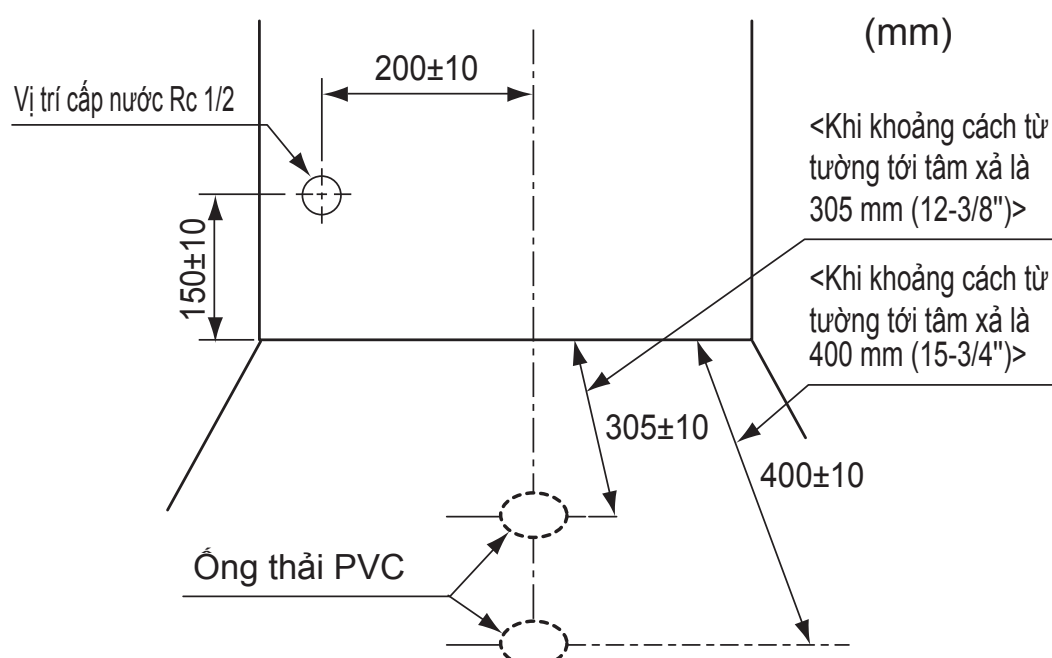 (mm)
200±10
Vị trí cấp nước Rc 1/2
<Khi khoảng cách từ
tường tới tâm xả là
305 mm (12-3/8")>
150±10
<Khi khoảng cách từ
tường tới tâm xả là
400 mm (15-3/4")>
305±10
400±10
Ống thải PVC